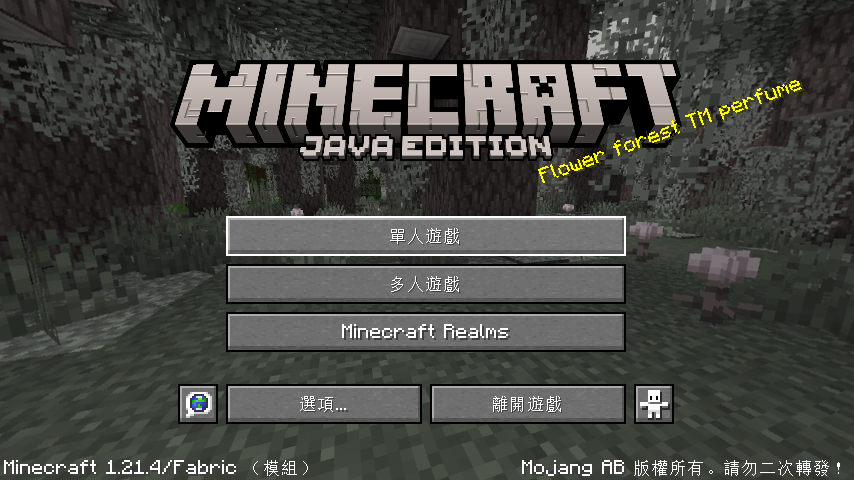 MINECRAFT
JAVA EDITION
Flower forest TM perfume
單人遊戲
多人遊戲
Minecraft Realms
選項...
離開遊戲
Minecraft 1.21.4/Fabric （模組）
Mojang AB 版權所有。請勿二次轉發！